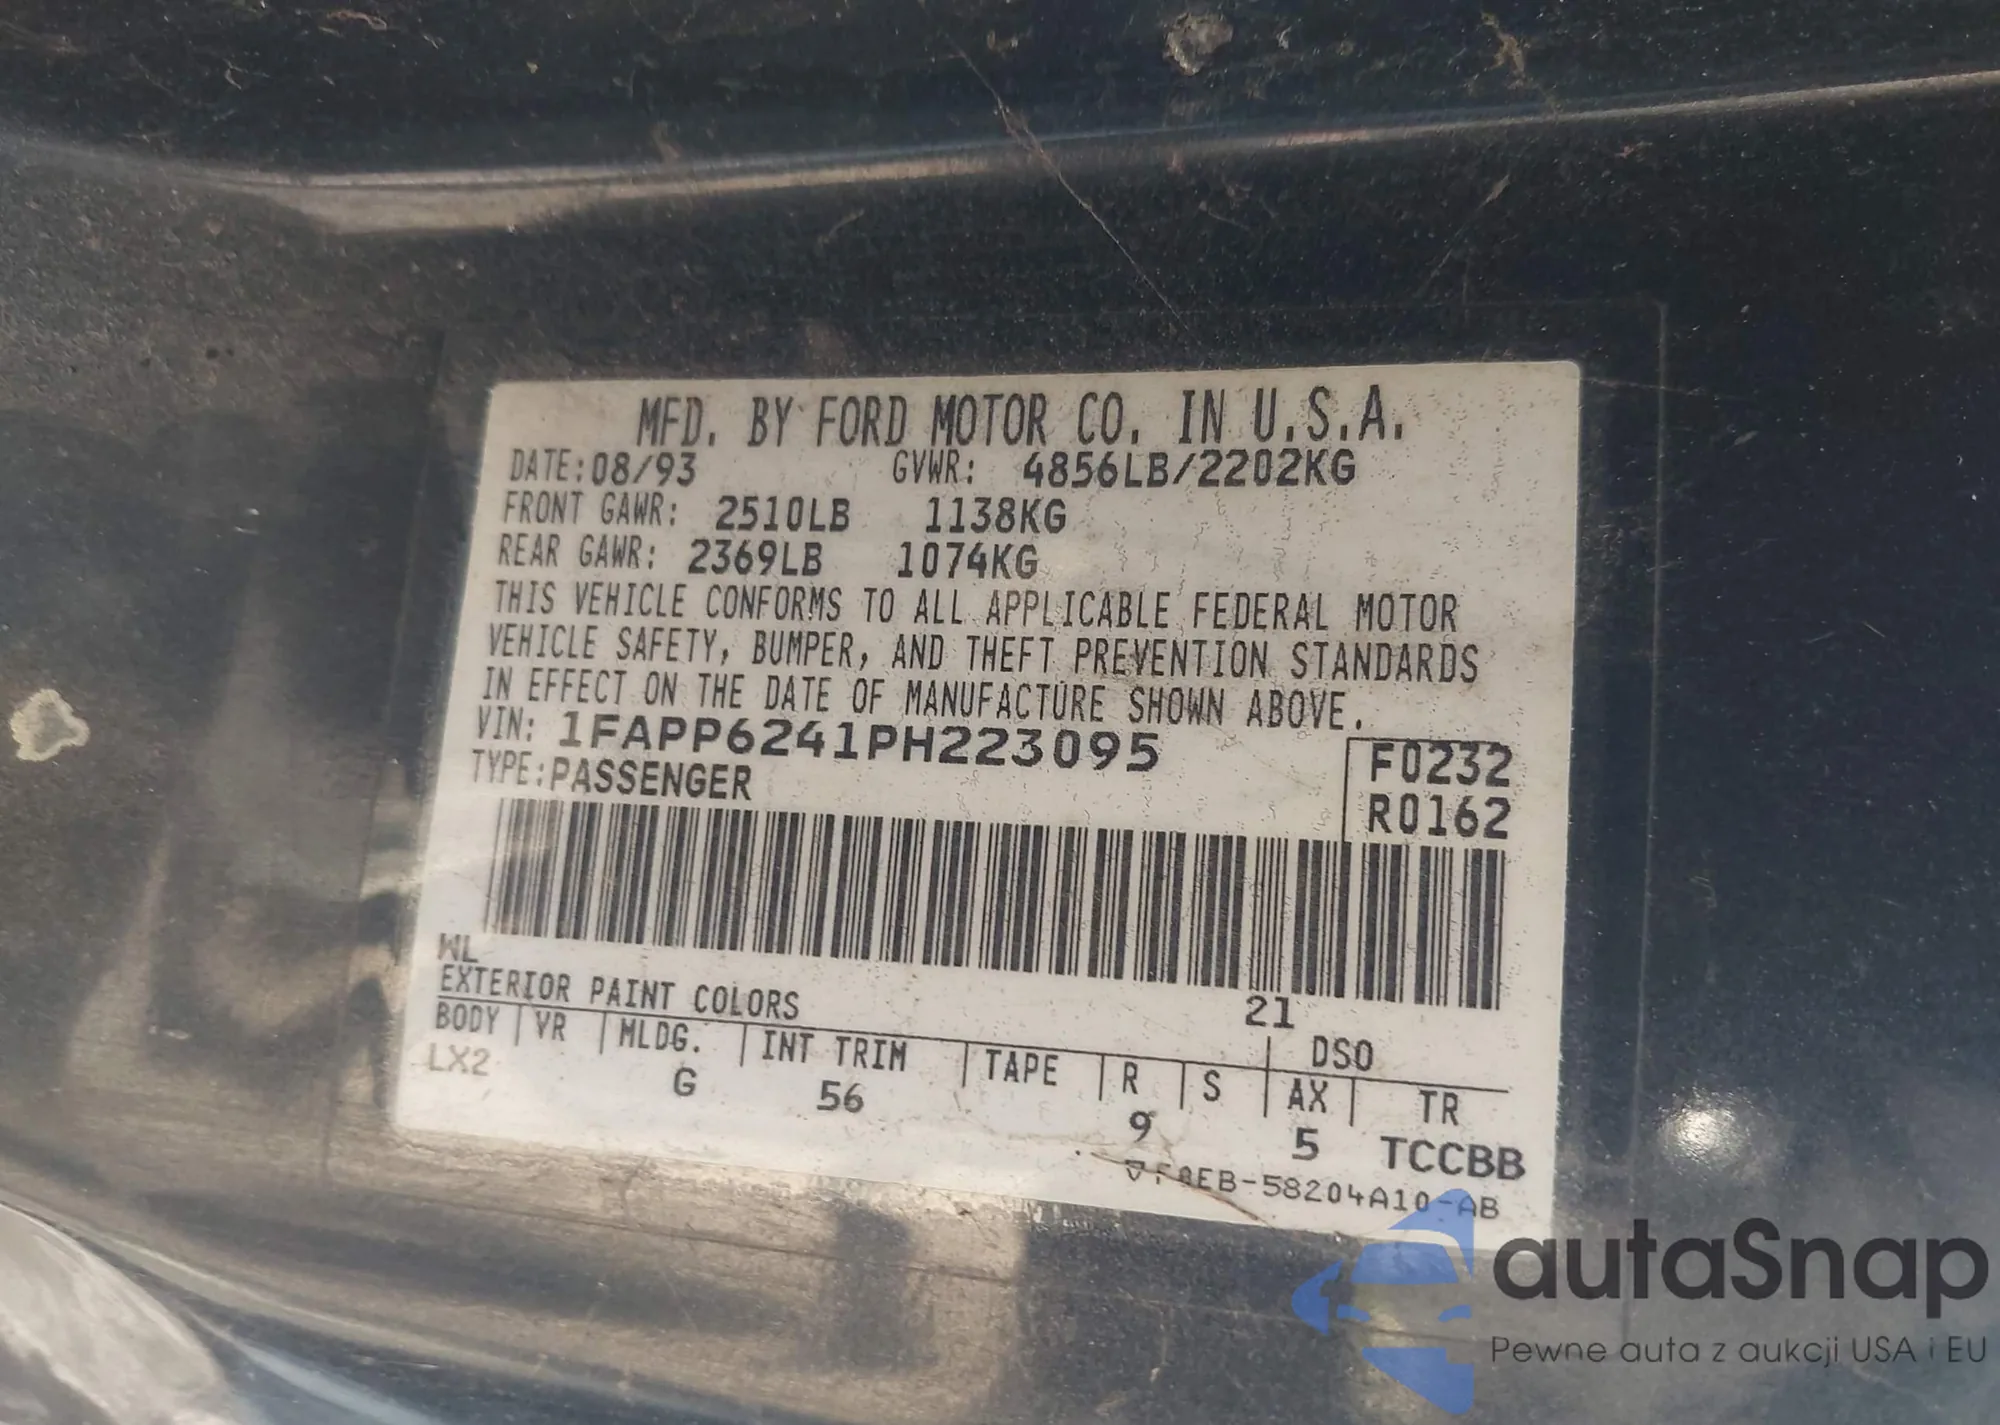 MFD. BY FORD MOTOR CO. IN U.S.A.
DATE:08/93 GVWR: 4856LB/2202KG
FRONT GAWR: 2510LB 1138KG
REAR GAWR: 2369LB 1074KG
THIS VEHICLE CONFORMS TO ALL APPLICABLE FEDERAL MOTOR
VEHICLE SAFETY, BUMPER, AND THEFT PREVENTION STANDARDS
IN EFFECT ON THE DATE OF MANUFACTURE SHOWN ABOVE.
VIN: 1FAPP6241PH223095
F0232
TYPE:PASSENGER
R0162
WL
EXTERIOR PAINT COLORS 21 DSO
BODY VR MLDG. INT TRIM TAPE R S AX TR
LX2 G 56 9 5 TCCBB
autaSnap
Pewne auta z aukcji USA i EU